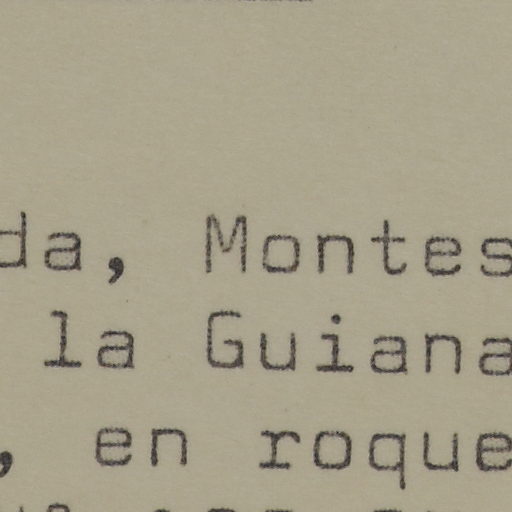 da, Montes
la Guiana
, en roque